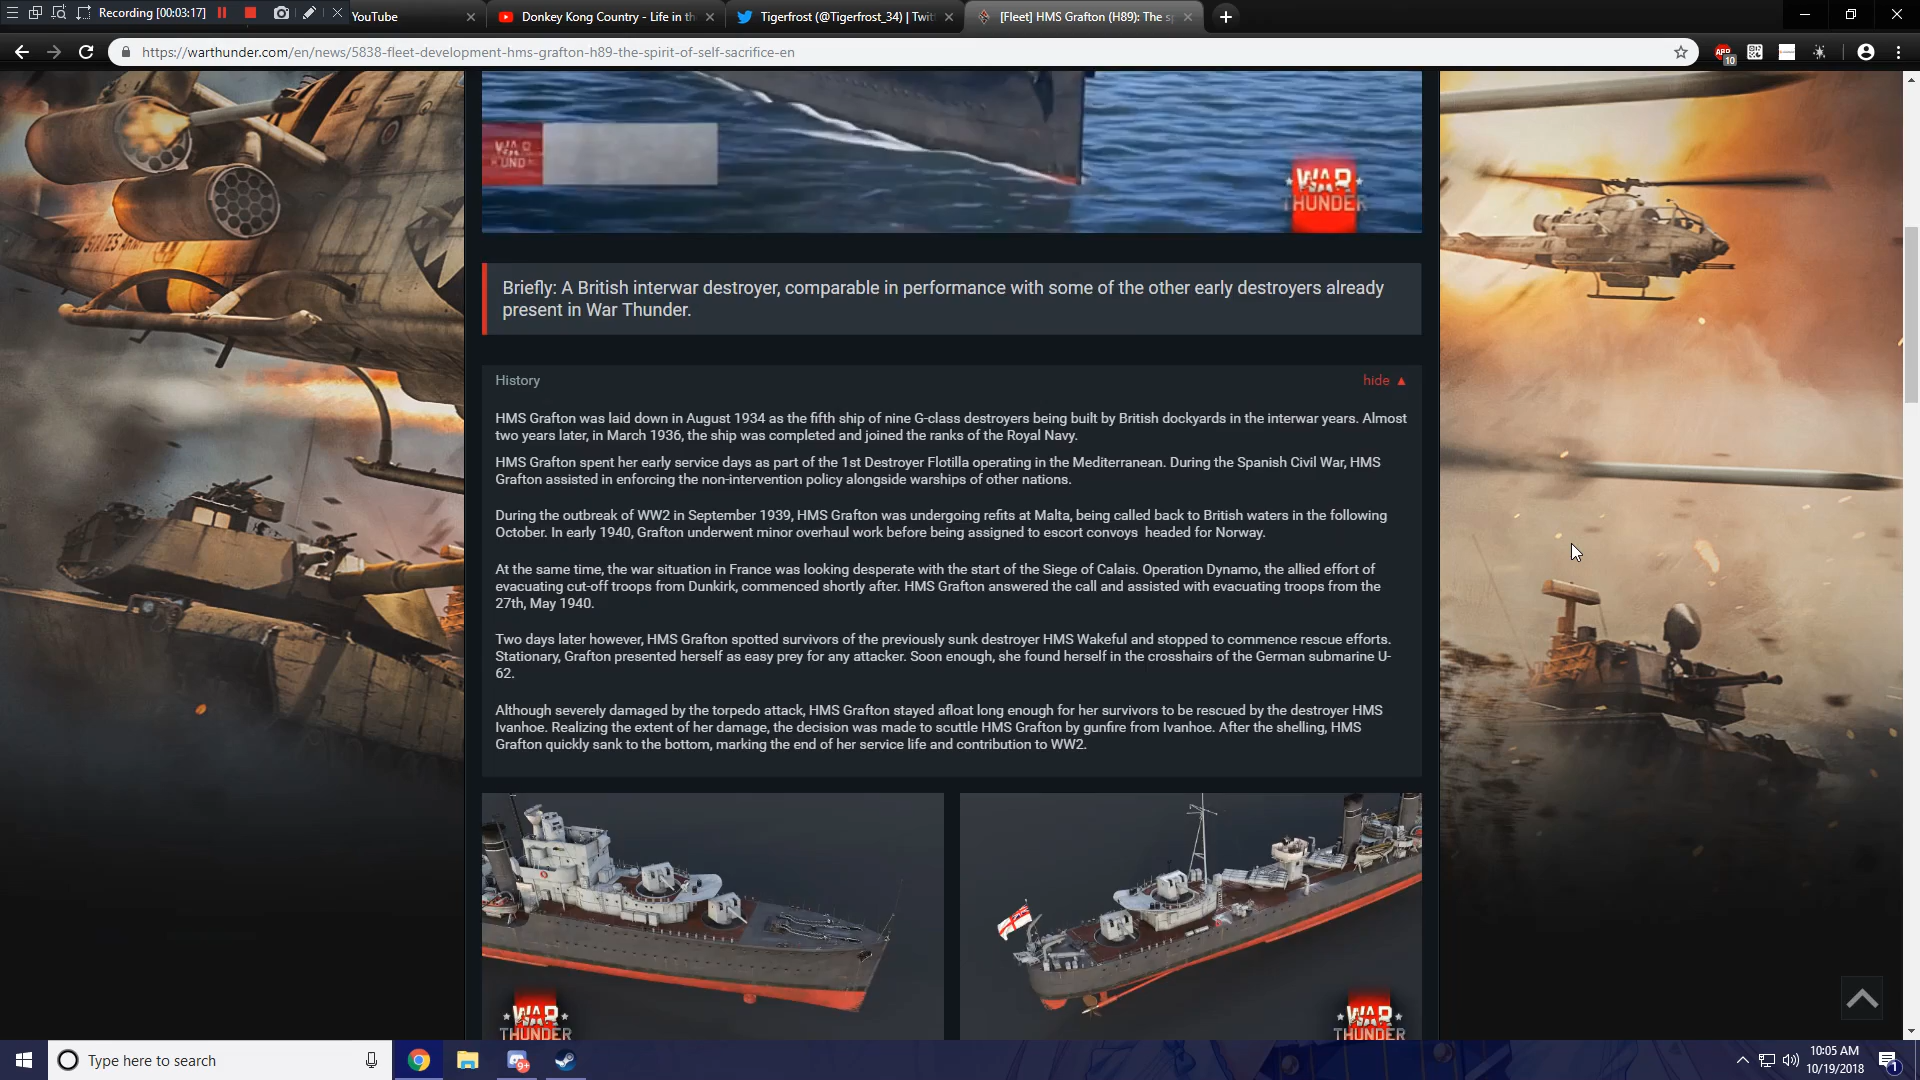 Recording [00:03:17]
YouTube
Donkey Kong Country - Life in th
Tigerfrost (@Tigerfrost_34) | Twit
[Fleet] HMS Grafton (H89): The sp
https://warthunder.com/en/news/5838-fleet-development-hms-grafton-h89-the-spirit-of-self-sacrifice-en
ABP
10
UNITED STATES ARMY
WAR
THUNDER
Briefly: A British interwar destroyer, comparable in performance with some of the other early destroyers already
present in War Thunder.
History
hide ▲
HMS Grafton was laid down in August 1934 as the fifth ship of nine G-class destroyers being built by British dockyards in the interwar years. Almost
two years later, in March 1936, the ship was completed and joined the ranks of the Royal Navy.
HMS Grafton spent her early service days as part of the 1st Destroyer Flotilla operating in the Mediterranean. During the Spanish Civil War, HMS
Grafton assisted in enforcing the non-intervention policy alongside warships of other nations.
During the outbreak of WW2 in September 1939, HMS Grafton was undergoing refits at Malta, being called back to British waters in the following
October. In early 1940, Grafton underwent minor overhaul work before being assigned to escort convoys headed for Norway.
At the same time, the war situation in France was looking desperate with the start of the Siege of Calais. Operation Dynamo, the allied effort of
evacuating cut-off troops from Dunkirk, commenced shortly after. HMS Grafton answered the call and assisted with evacuating troops from the
27th, May 1940.
Two days later however, HMS Grafton spotted survivors of the previously sunk destroyer HMS Wakeful and stopped to commence rescue efforts.
Stationary, Grafton presented herself as easy prey for any attacker. Soon enough, she found herself in the crosshairs of the German submarine U-
62.
Although severely damaged by the torpedo attack, HMS Grafton stayed afloat long enough for her survivors to be rescued by the destroyer HMS
Ivanhoe. Realizing the extent of her damage, the decision was made to scuttle HMS Grafton by gunfire from Ivanhoe. After the shelling, HMS
Grafton quickly sank to the bottom, marking the end of her service life and contribution to WW2.
WAR
THUNDER
WAR
THUNDER
Type here to search
9+
10:05 AM
10/19/2018
1